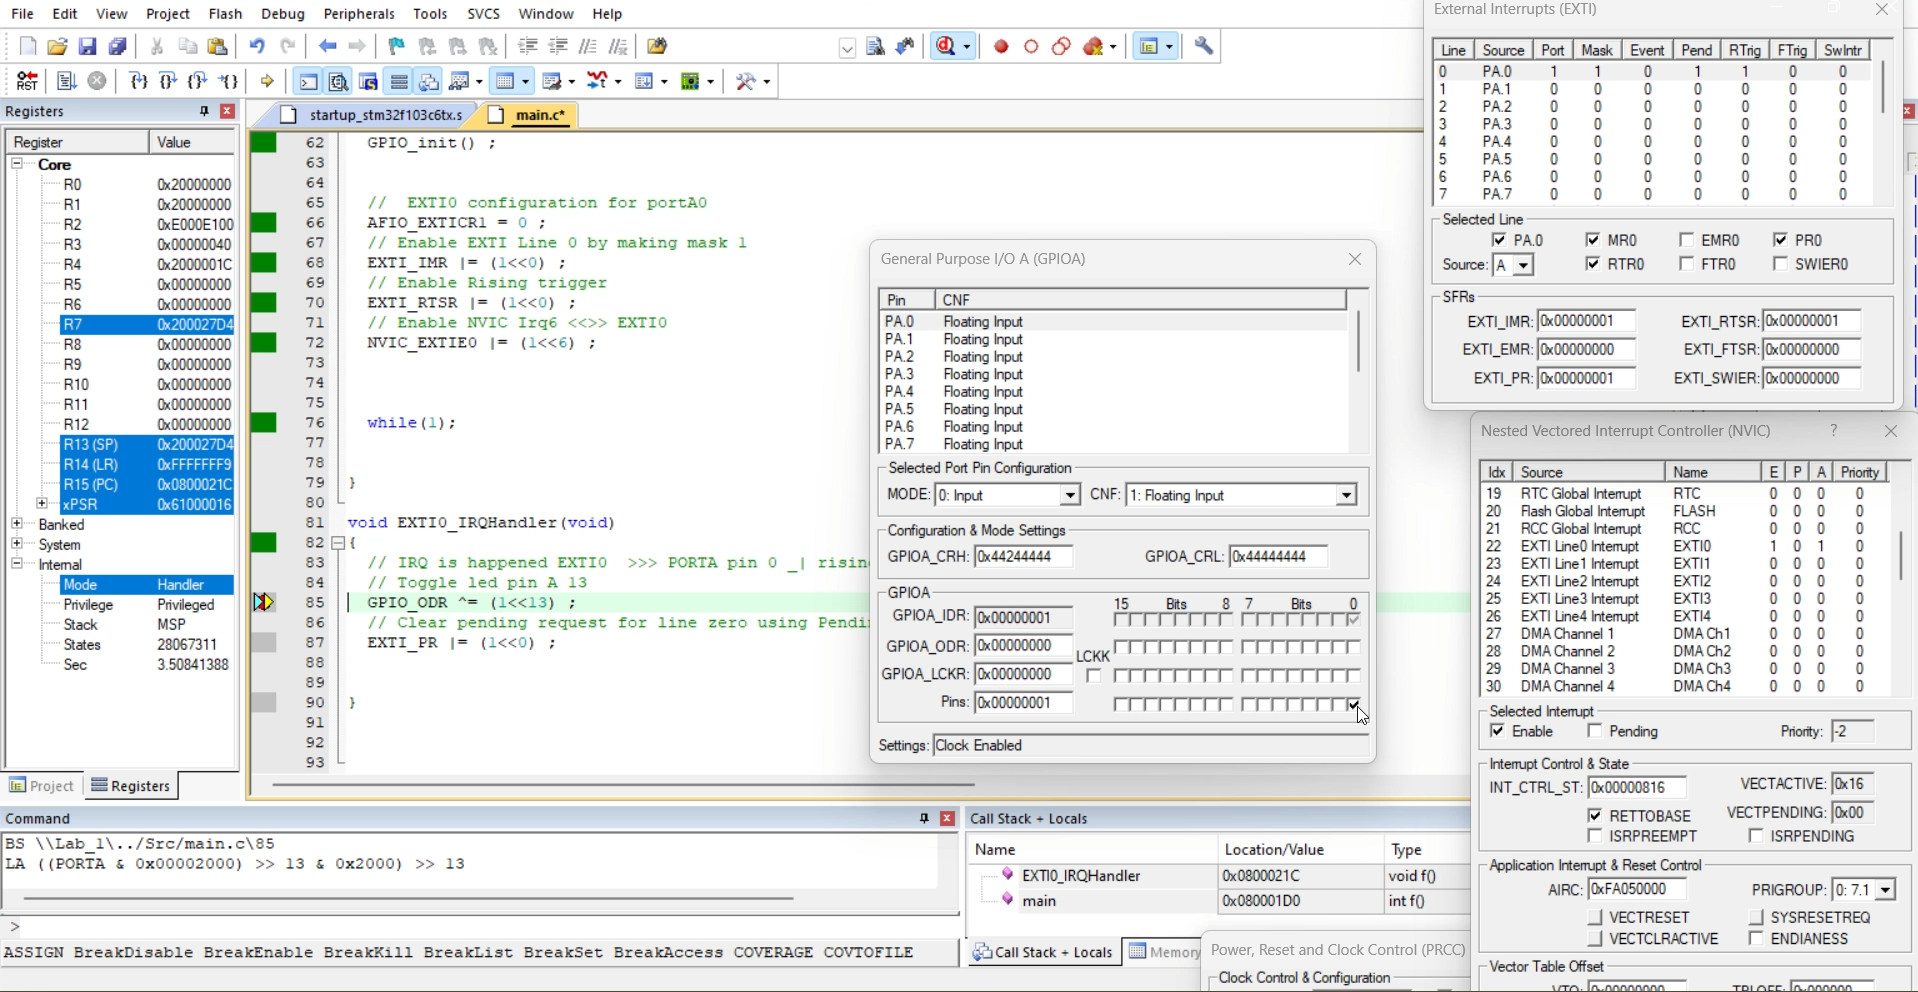 File Edit View Project Flash Debug Peripherals Tools SVCS Window Help
Registers
Register Value
Core
R0 0x20000000
R1 0x20000000
R2 0xE000E100
R3 0x00000040
R4 0x2000001C
R5 0x00000000
R6 0x00000000
R7 0x200027D4
R8 0x00000000
R9 0x00000000
R10 0x00000000
R11 0x00000000
R12 0x00000000
R13 (SP) 0x200027D4
R14 (LR) 0xFFFFFFF9
R15 (PC) 0x0800021C
xPSR 0x61000016
Banked
System
Internal
Mode Handler
Privilege Privileged
Stack MSP
States 28067311
Sec 3.50841388
Project Registers
startup_stm32f103c6tx.s main.c*
62 GPIO_init() ;
63
64
65 // EXTI0 configuration for portA0
66 AFIO_EXTICR1 = 0 ;
67 // Enable EXTI Line 0 by making mask 1
68 EXTI_IMR |= (1<<0) ;
69 // Enable Rising trigger
70 EXTI_RTSR |= (1<<0) ;
71 // Enable NVIC Irq6 <<>> EXTI0
72 NVIC_EXTIE0 |= (1<<6) ;
73
74
75
76 while(1);
77
78
79 }
80
81 void EXTI0_IRQHandler(void)
82 {
83 // IRQ is happened EXTI0 >>> PORTA pin 0 _| risin
84 // Toggle led pin A 13
85 GPIO_ODR ^= (1<<13) ;
86 // Clear pending request for line zero using Pendi
87 EXTI_PR |= (1<<0) ;
88
89
90 }
91
92
93
General Purpose I/O A (GPIOA)
Pin CNF
PA.0 Floating Input
PA.1 Floating Input
PA.2 Floating Input
PA.3 Floating Input
PA.4 Floating Input
PA.5 Floating Input
PA.6 Floating Input
PA.7 Floating Input
Selected Port Pin Configuration
MODE: 0: Input CNF: 1: Floating Input
Configuration & Mode Settings
GPIOA_CRH: 0x44244444 GPIOA_CRL: 0x44444444
GPIOA
15 Bits 8 7 Bits 0
GPIOA_IDR: 0x00000001
GPIOA_ODR: 0x00000000
LCKK
GPIOA_LCKR: 0x00000000
Pins: 0x00000001
Settings: Clock Enabled
External Interrupts (EXTI)
Line Source Port Mask Event Pend RTrig FTrig SwIntr
0 PA.0 1 1 0 1 1 0 0
1 PA.1 0 0 0 0 0 0 0
2 PA.2 0 0 0 0 0 0 0
3 PA.3 0 0 0 0 0 0 0
4 PA.4 0 0 0 0 0 0 0
5 PA.5 0 0 0 0 0 0 0
6 PA.6 0 0 0 0 0 0 0
7 PA.7 0 0 0 0 0 0 0
Selected Line
PA.0 MR0 EMR0 PR0
Source: A RTR0 FTR0 SWIER0
SFRs
EXTI_IMR: 0x00000001 EXTI_RTSR: 0x00000001
EXTI_EMR: 0x00000000 EXTI_FTSR: 0x00000000
EXTI_PR: 0x00000001 EXTI_SWIER: 0x00000000
Nested Vectored Interrupt Controller (NVIC) ?
Idx Source Name E P A Priority
19 RTC Global Interrupt RTC 0 0 0 0
20 Flash Global Interrupt FLASH 0 0 0 0
21 RCC Global Interrupt RCC 0 0 0 0
22 EXTI Line0 Interrupt EXTI0 1 0 1 0
23 EXTI Line1 Interrupt EXTI1 0 0 0 0
24 EXTI Line2 Interrupt EXTI2 0 0 0 0
25 EXTI Line3 Interrupt EXTI3 0 0 0 0
26 EXTI Line4 Interrupt EXTI4 0 0 0 0
27 DMA Channel 1 DMA Ch1 0 0 0 0
28 DMA Channel 2 DMA Ch2 0 0 0 0
29 DMA Channel 3 DMA Ch3 0 0 0 0
30 DMA Channel 4 DMA Ch4 0 0 0 0
Selected Interrupt
Enable Pending Priority: -2
Interrupt Control & State
INT_CTRL_ST: 0x00000816 VECTACTIVE: 0x16
RETTOBASE VECTPENDING: 0x00
ISRPREEMPT ISRPENDING
Application Interrupt & Reset Control
AIRC: 0xFA050000 PRIGROUP: 0: 7.1
VECTRESET SYSRESETREQ
VECTCLRACTIVE ENDIANESS
Vector Table Offset
Command
BS \\Lab_1\../Src/main.c\85
LA ((PORTA & 0x00002000) >> 13 & 0x2000) >> 13
>
ASSIGN BreakDisable BreakEnable BreakKill BreakList BreakSet BreakAccess COVERAGE COVTOFILE
Call Stack + Locals
Name Location/Value Type
EXTI0_IRQHandler 0x0800021C void f()
main 0x080001D0 int f()
Call Stack + Locals Memory
Power, Reset and Clock Control (PRCC)
Clock Control & Configuration